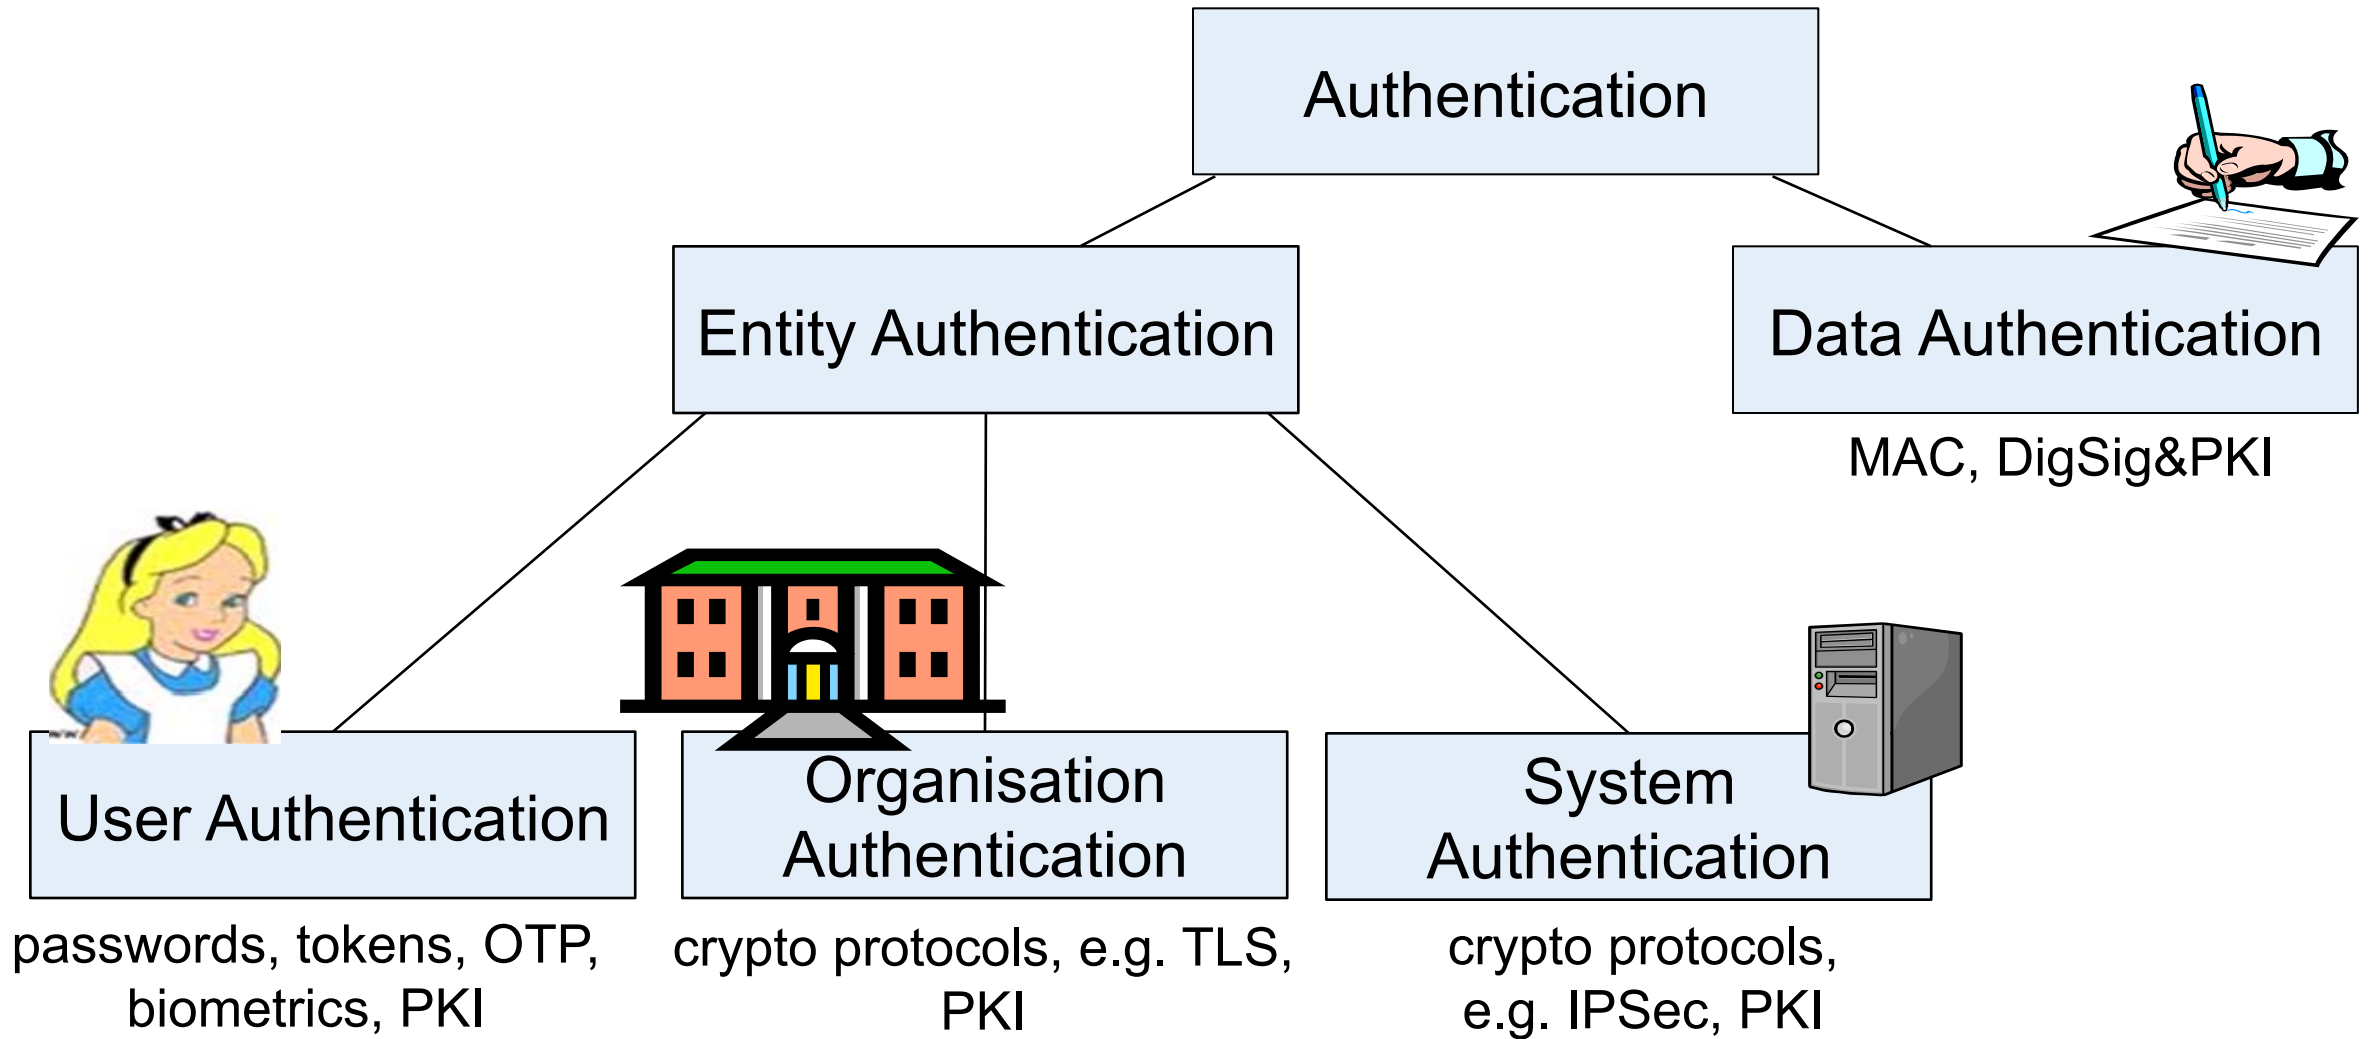 Authentication
Entity Authentication
Data Authentication
MAC, DigSig&PKI
User Authentication
Organisation
Authentication
System
Authentication
passwords, tokens, OTP,
biometrics, PKI
crypto protocols, e.g. TLS,
PKI
crypto protocols,
e.g. IPSec, PKI